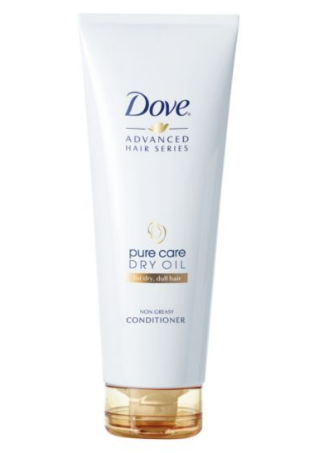 Dove
ADVANCED
HAIR SERIES
pure care
DRY OIL
for dry, dull hair
NON GREASY
CONDITIONER